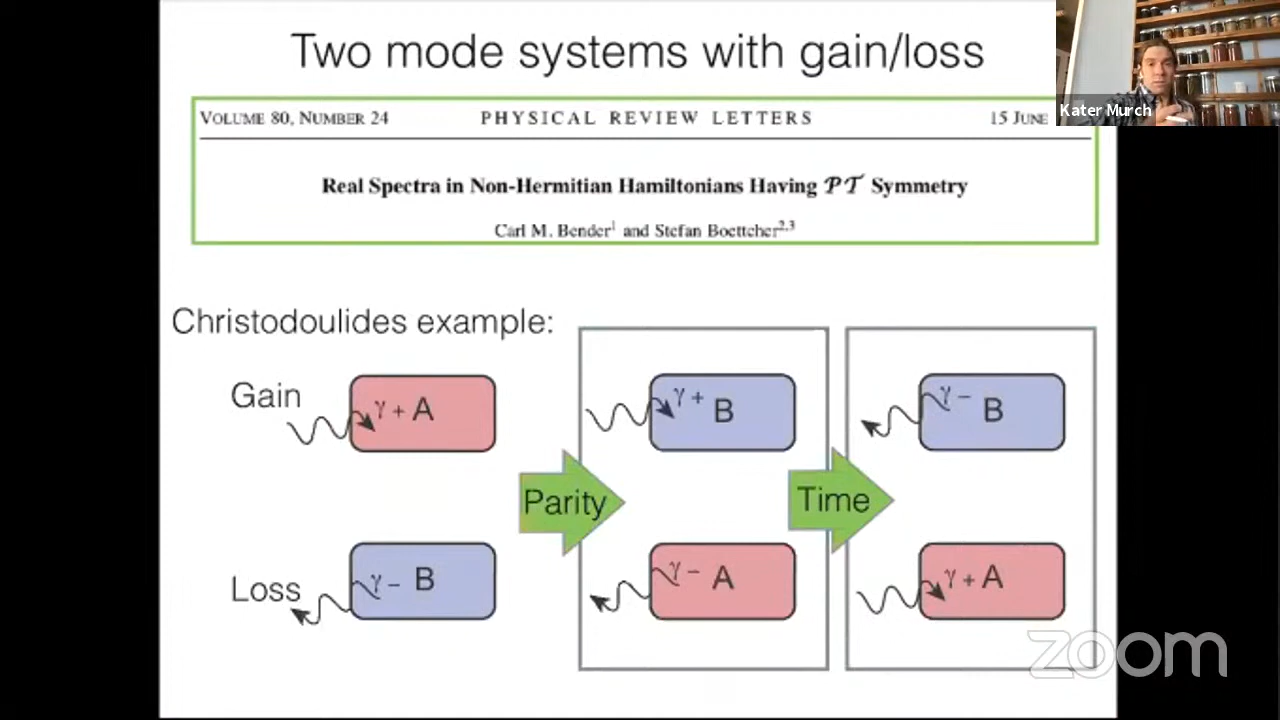 Two mode systems with gain/loss
Kater Murch
VOLUME 80, NUMBER 24 PHYSICAL REVIEW LETTERS 15 JUNE
Real Spectra in Non-Hermitian Hamiltonians Having 𝒫𝒯 Symmetry
Carl M. Bender¹ and Stefan Boettcher²,³
Christodoulides example:
Gain
γ + A
γ + B
γ − B
Parity
Time
Loss
γ − B
γ − A
γ + A
zoom